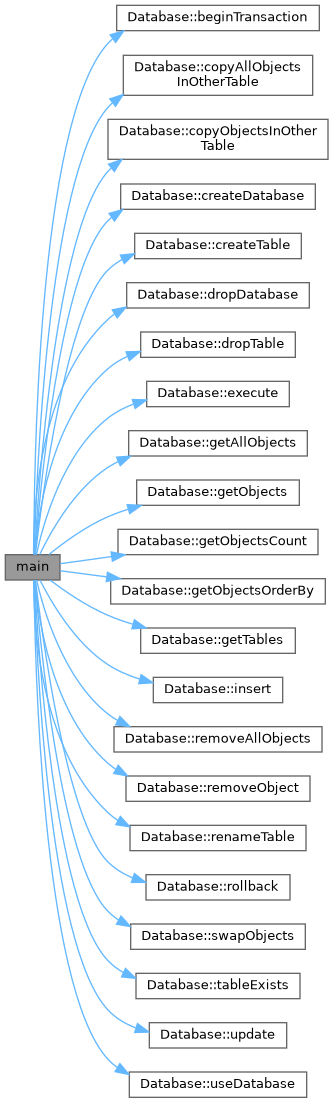 Database::beginTransaction
Database::copyAllObjects
InOtherTable
Database::copyObjectsInOther
Table
Database::createDatabase
Database::createTable
Database::dropDatabase
Database::dropTable
Database::execute
Database::getAllObjects
Database::getObjects
Database::getObjectsCount
main
Database::getObjectsOrderBy
Database::getTables
Database::insert
Database::removeAllObjects
Database::removeObject
Database::renameTable
Database::rollback
Database::swapObjects
Database::tableExists
Database::update
Database::useDatabase